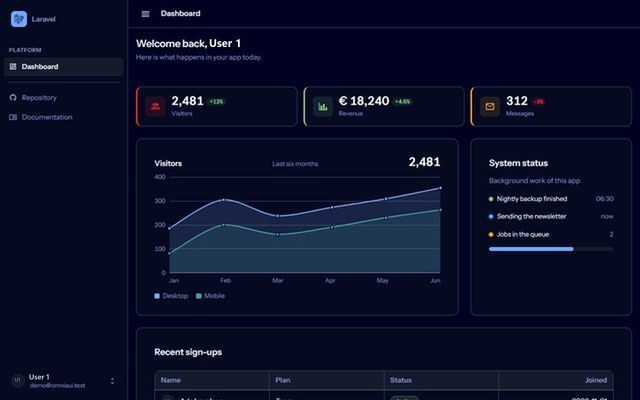 Laravel
Dashboard
Welcome back, User 1
Here is what happens in your app today.
PLATFORM
Dashboard
Repository
Documentation
2,481 +12%
Visitors
€ 18,240 +4.6%
Revenue
312 -3%
Messages
Visitors
Last six months
2,481
400
300
200
100
0
Jan Feb Mar Apr May Jun
Desktop Mobile
System status
Background work of this app
Nightly backup finished 06:30
Sending the newsletter now
Jobs in the queue 2
Recent sign-ups
Name Plan Status Joined
U1
User 1
demo@omniaui.test